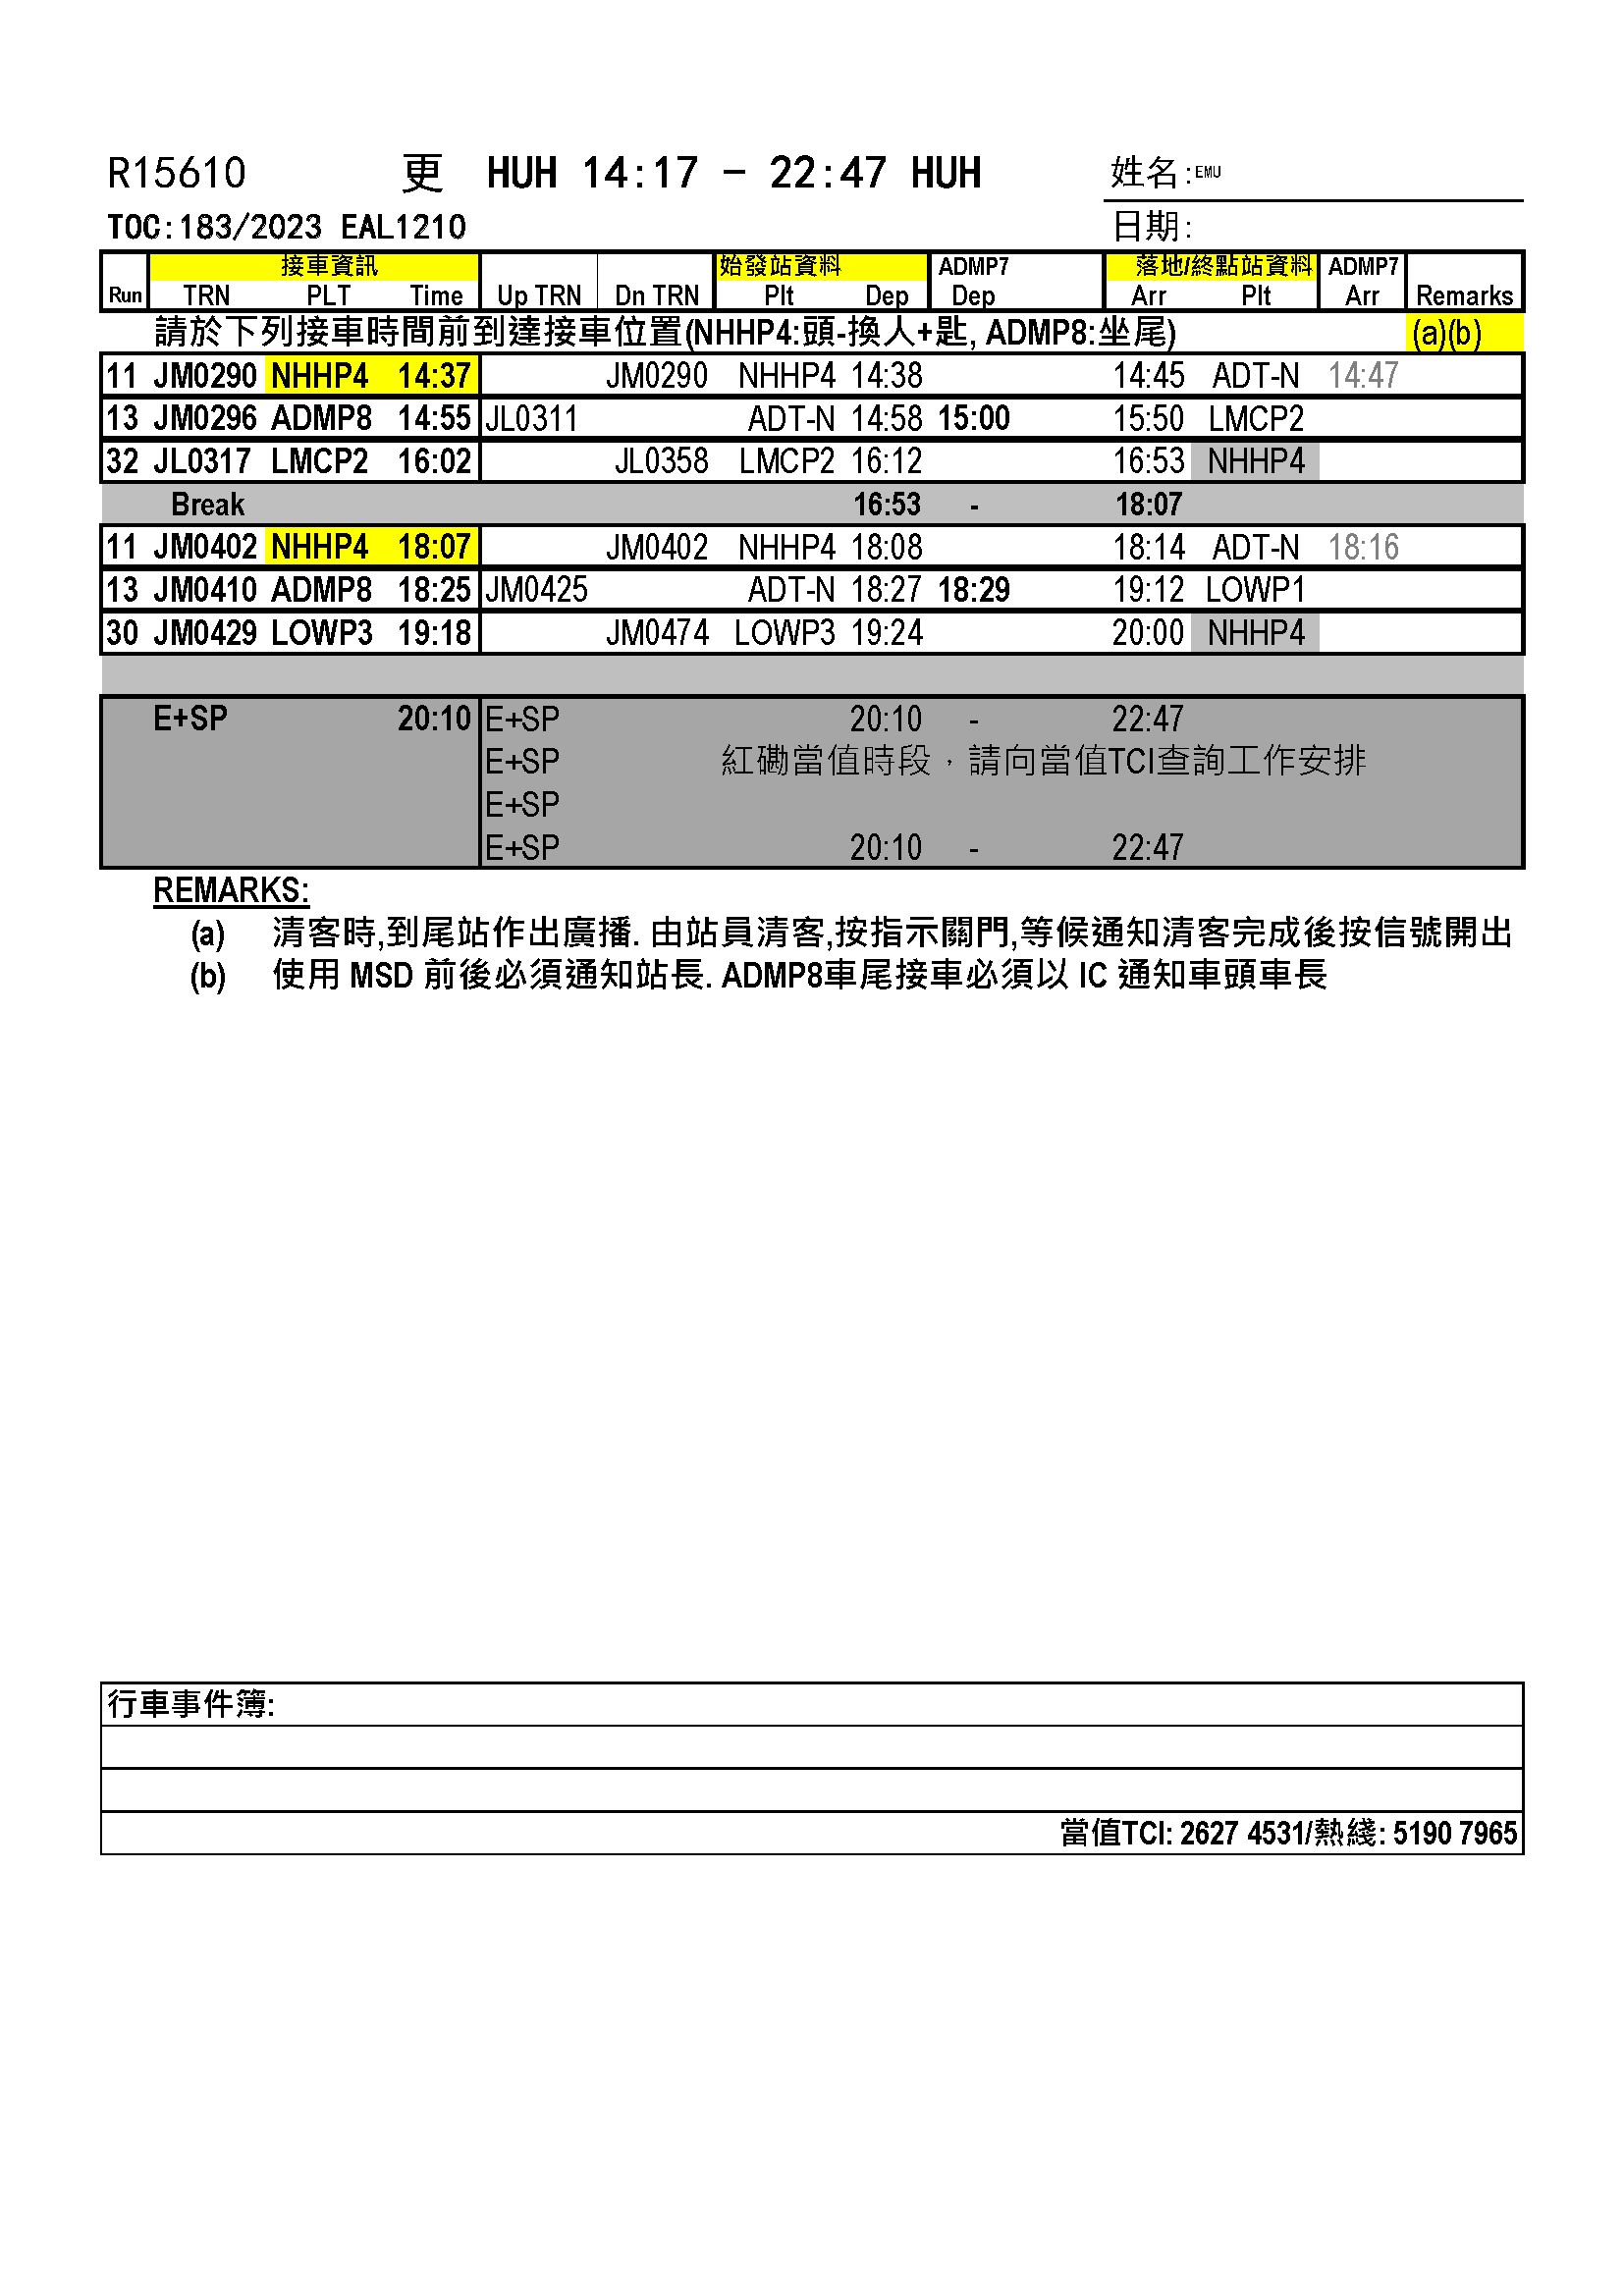 R15610 更 HUH 14:17 - 22:47 HUH 姓名:EMU
TOC:183/2023 EAL1210 日期:
接車資訊 始發站資料 ADMP7 落地/終點站資料 ADMP7
Run TRN PLT Time Up TRN Dn TRN Plt Dep Dep Arr Plt Arr Remarks
請於下列接車時間前到達接車位置(NHHP4:頭-換人+匙, ADMP8:坐尾) (a)(b)
11 JM0290 NHHP4 14:37 JM0290 NHHP4 14:38 14:45 ADT-N 14:47
13 JM0296 ADMP8 14:55 JL0311 ADT-N 14:58 15:00 15:50 LMCP2
32 JL0317 LMCP2 16:02 JL0358 LMCP2 16:12 16:53 NHHP4
Break 16:53 - 18:07
11 JM0402 NHHP4 18:07 JM0402 NHHP4 18:08 18:14 ADT-N 18:16
13 JM0410 ADMP8 18:25 JM0425 ADT-N 18:27 18:29 19:12 LOWP1
30 JM0429 LOWP3 19:18 JM0474 LOWP3 19:24 20:00 NHHP4
E+SP 20:10 E+SP 20:10 - 22:47
E+SP 紅磡當值時段，請向當值TCI查詢工作安排
E+SP
E+SP 20:10 - 22:47
REMARKS:
(a) 清客時,到尾站作出廣播. 由站員清客,按指示關門,等候通知清客完成後按信號開出
(b) 使用 MSD 前後必須通知站長. ADMP8車尾接車必須以 IC 通知車頭車長
行車事件簿:
當值TCI: 2627 4531/熱綫: 5190 7965